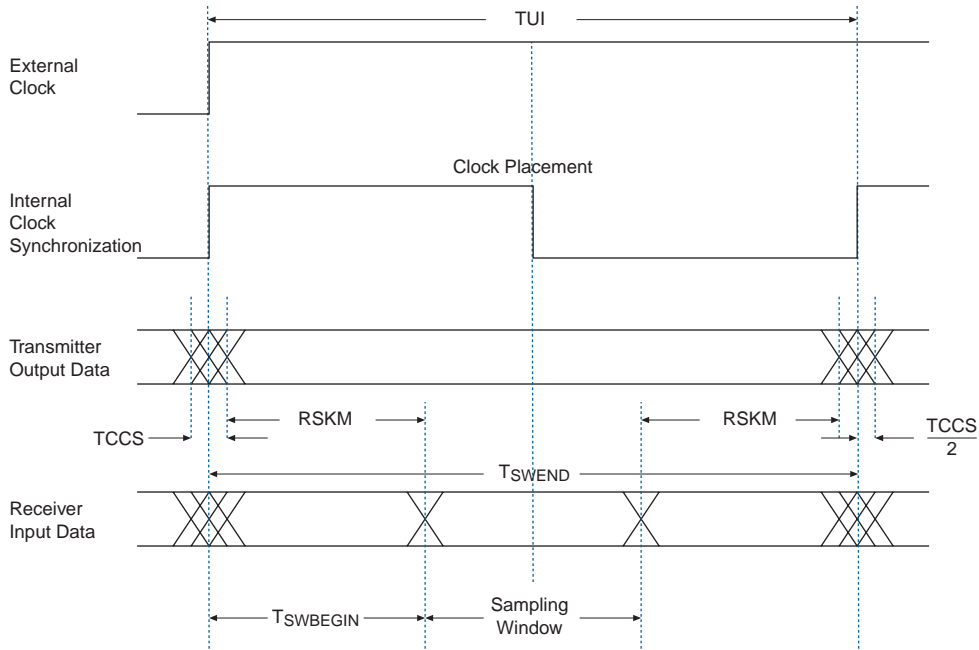 TUI
External
Clock
Clock Placement
Internal
Clock
Synchronization
Transmitter
Output Data
RSKM
RSKM
TCCS
TCCS
2
TSWEND
Receiver
Input Data
TSWBEGIN
Sampling
Window